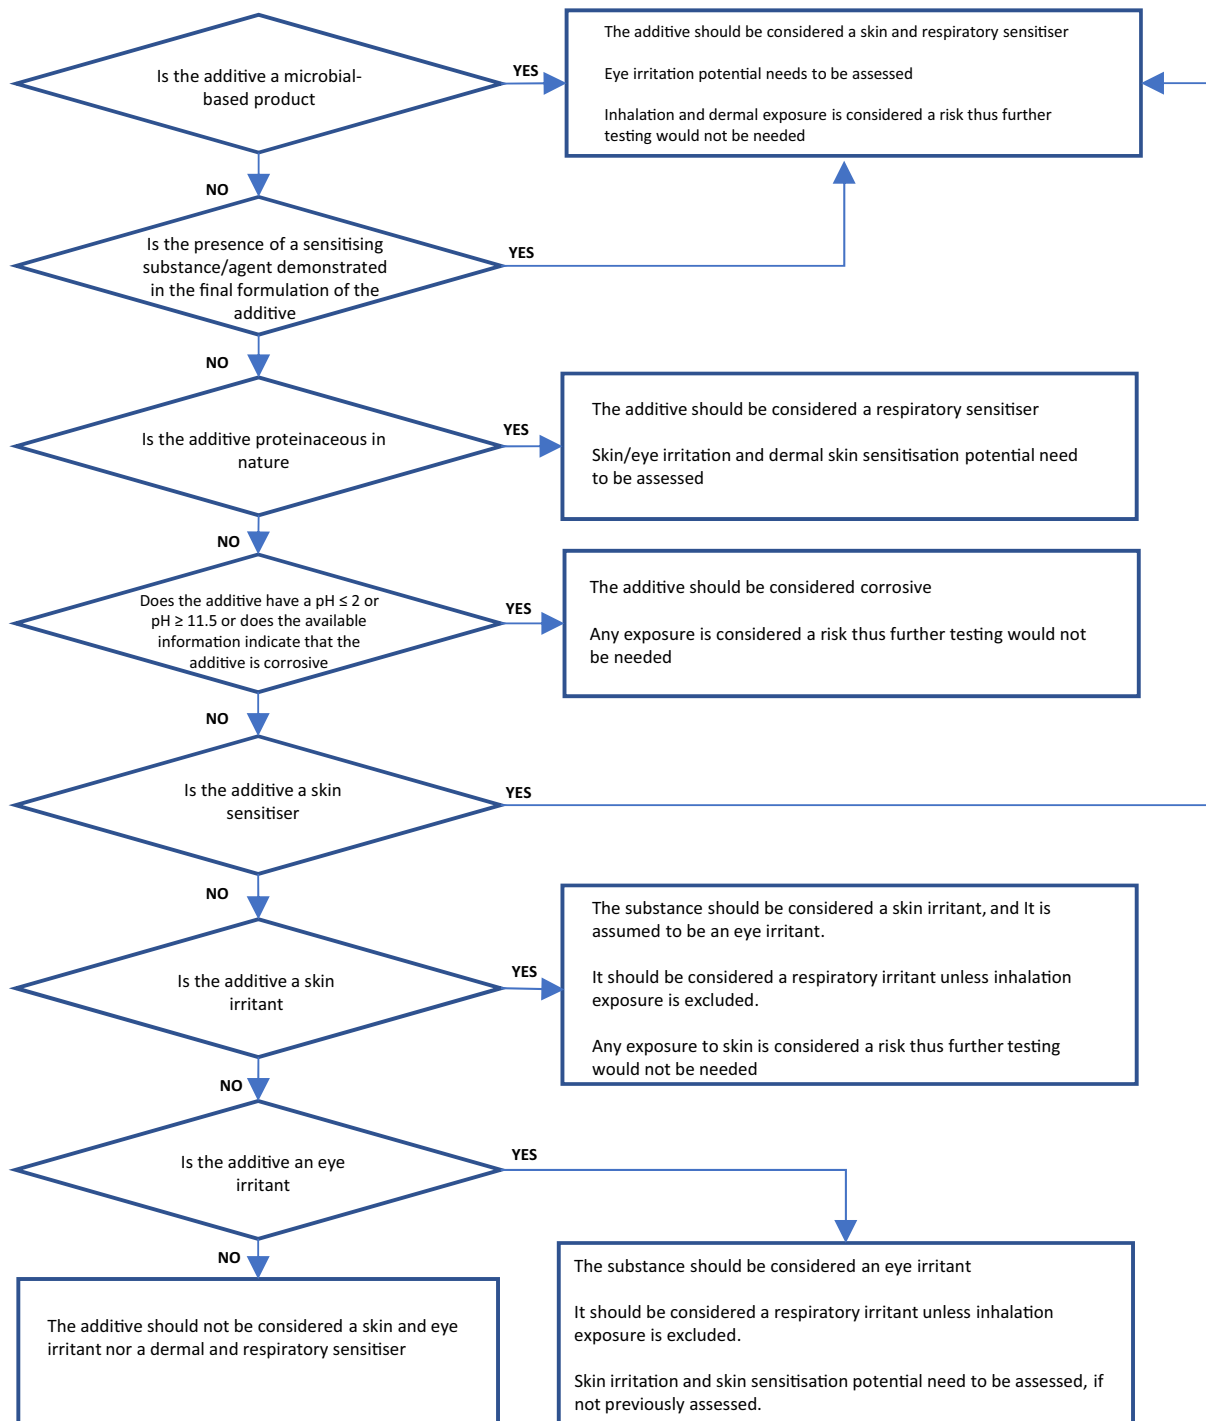 Is the additive a microbial-
based product
YES
The additive should be considered a skin and respiratory sensitiser
Eye irritation potential needs to be assessed
Inhalation and dermal exposure is considered a risk thus further
testing would not be needed
NO
Is the presence of a sensitising
substance/agent demonstrated
in the final formulation of the
additive
YES
NO
Is the additive proteinaceous in
nature
YES
The additive should be considered a respiratory sensitiser
Skin/eye irritation and dermal skin sensitisation potential need
to be assessed
NO
Does the additive have a pH ≤ 2 or
pH ≥ 11.5 or does the available
information indicate that the
additive is corrosive
YES
The additive should be considered corrosive
Any exposure is considered a risk thus further testing would not
be needed
NO
Is the additive a skin
sensitiser
YES
NO
Is the additive a skin
irritant
YES
The substance should be considered a skin irritant, and It is
assumed to be an eye irritant.
It should be considered a respiratory irritant unless inhalation
exposure is excluded.
Any exposure to skin is considered a risk thus further testing
would not be needed
NO
Is the additive an eye
irritant
YES
NO
The additive should not be considered a skin and eye
irritant nor a dermal and respiratory sensitiser
The substance should be considered an eye irritant
It should be considered a respiratory irritant unless inhalation
exposure is excluded.
Skin irritation and skin sensitisation potential need to be assessed, if
not previously assessed.